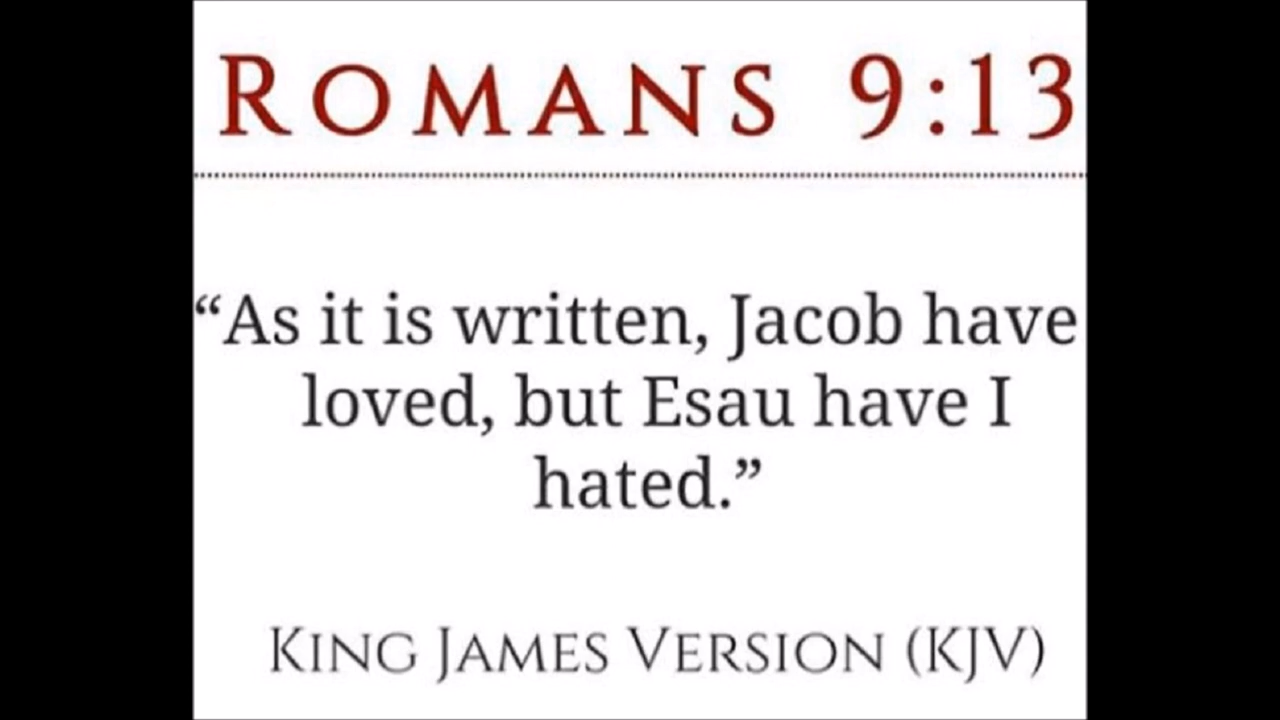 ROMANS 9:13
“As it is written, Jacob have
loved, but Esau have I
hated.”
KING JAMES VERSION (KJV)